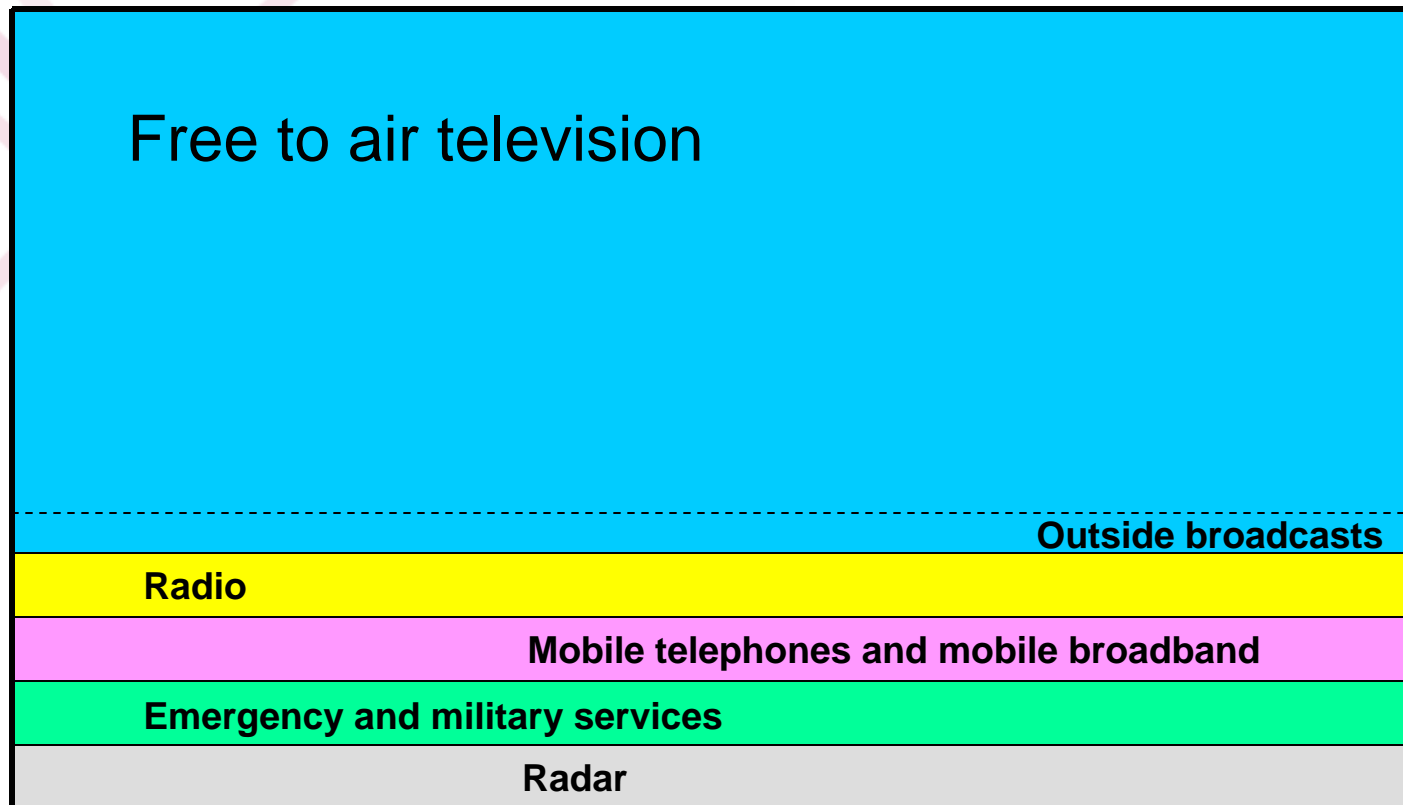 Free to air television
Outside broadcasts
Radio
Mobile telephones and mobile broadband
Emergency and military services
Radar